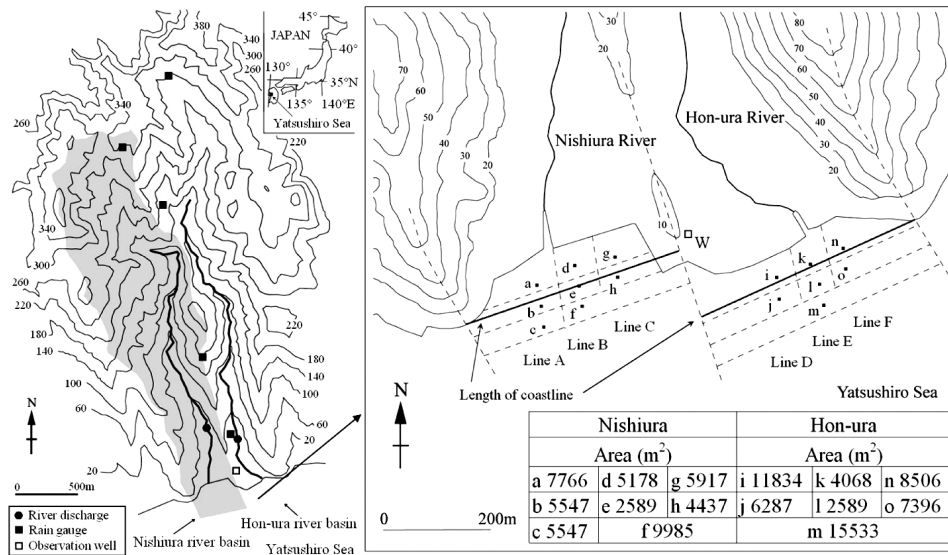 380
340
340
300
260
JAPAN
45°
40°
130°
35°N
135°
140°E
Yatsushiro Sea
340
260
220
220
340
300
260
220
180
140
100
60
20
220
180
140
100
60
20
N
0 500m
River discharge
Rain gauge
Observation well
Nishiura river basin
Hon-ura river basin
Yatsushiro Sea
70
60
50
40
30
20
30
20
10
80
70
60
50
40
30
20
Nishiura River
Hon-ura River
W
a
b
c
d
e
f
g
h
i
j
k
l
m
n
o
Line A
Line B
Line C
Line D
Line E
Line F
Length of coastline
Yatsushiro Sea
N
0 200m
Nishiura Hon-ura
Area (m²) Area (m²)
a 7766 d 5178 g 5917 i 11834 k 4068 n 8506
b 5547 e 2589 h 4437 j 6287 l 2589 o 7396
c 5547 f 9985 m 15533